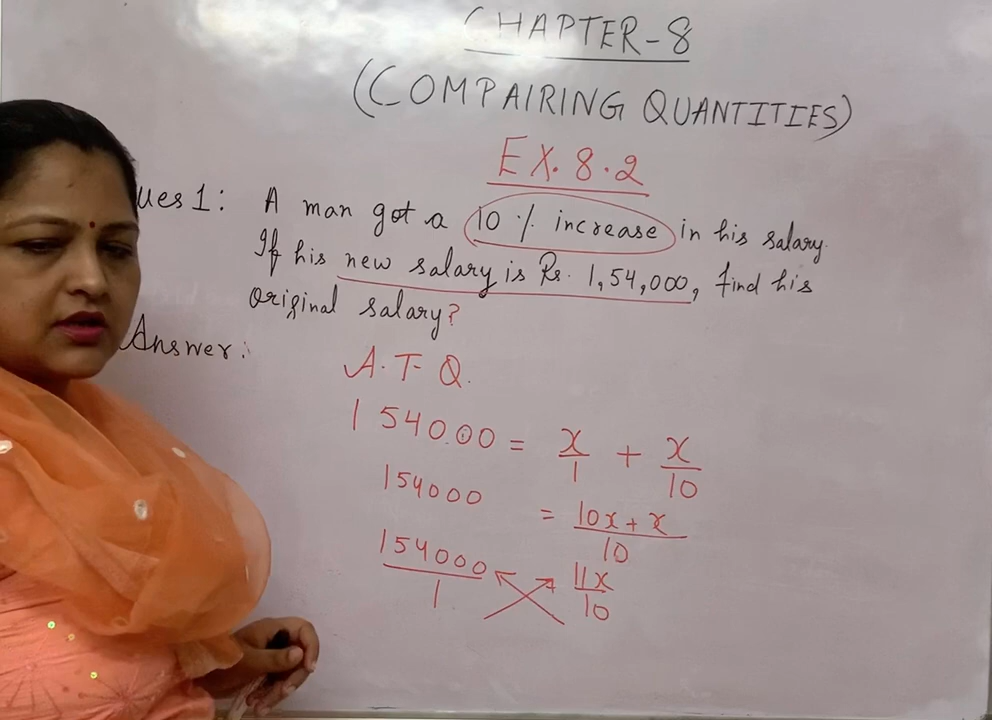 CHAPTER-8
(COMPAIRING QUANTITIES)
EX. 8.2
ues 1: A man got a 10 % increase in his salary.
If his new salary is Rs. 1,54,000, find his
original salary?
Answer:
A.T.Q.
154000 = x/1 + x/10
154000 = 10x + x/10
154000/1 11x/10